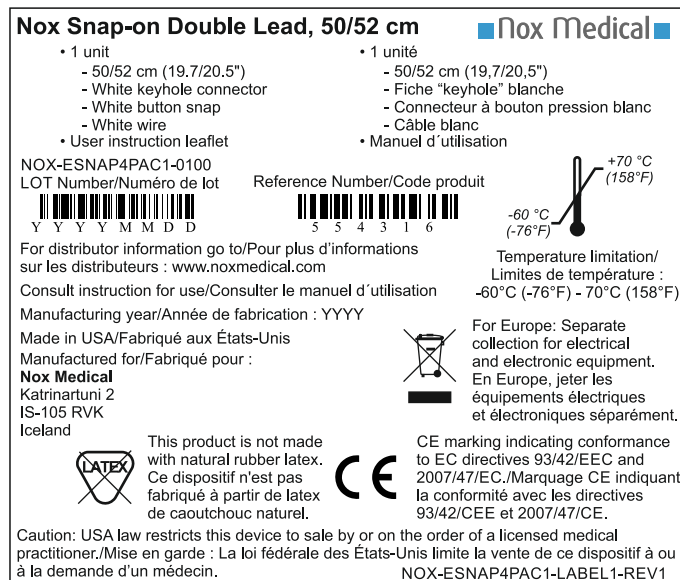 Nox Snap-on Double Lead, 50/52 cm
Nox Medical
• 1 unit
- 50/52 cm (19.7/20.5")
- White keyhole connector
- White button snap
- White wire
• User instruction leaflet
• 1 unité
- 50/52 cm (19,7/20,5")
- Fiche “keyhole” blanche
- Connecteur à bouton pression blanc
- Câble blanc
• Manuel d´utilisation
NOX-ESNAP4PAC1-0100
LOT Number/Numéro de lot
Y Y Y Y M M D D
Reference Number/Code produit
5 5 4 3 1 6
+70 °C
(158°F)
-60 °C
(-76°F)
Temperature limitation/
Limites de température :
-60°C (-76°F) - 70°C (158°F)
For distributor information go to/Pour plus d’informations
sur les distributeurs : www.noxmedical.com
Consult instruction for use/Consulter le manuel d´utilisation
Manufacturing year/Année de fabrication : YYYY
Made in USA/Fabriqué aux États-Unis
Manufactured for/Fabriqué pour :
Nox Medical
Katrinartuni 2
IS-105 RVK
Iceland
For Europe: Separate
collection for electrical
and electronic equipment.
En Europe, jeter les
équipements électriques
et électroniques séparément.
LATEX
This product is not made
with natural rubber latex.
Ce dispositif n'est pas
fabriqué à partir de latex
de caoutchouc naturel.
CE
CE marking indicating conformance
to EC directives 93/42/EEC and
2007/47/EC./Marquage CE indiquant
la conformité avec les directives
93/42/CEE et 2007/47/CE.
Caution: USA law restricts this device to sale by or on the order of a licensed medical
practitioner./Mise en garde : La loi fédérale des États-Unis limite la vente de ce dispositif à ou
à la demande d’un médecin.
NOX-ESNAP4PAC1-LABEL1-REV1